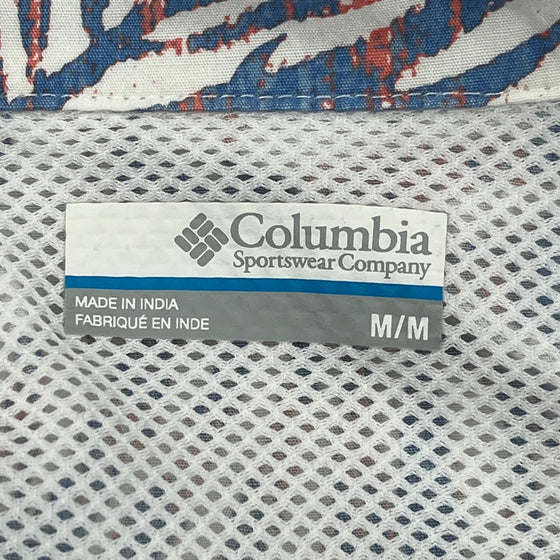 Columbia
Sportswear Company
MADE IN INDIA
FABRIQUÉ EN INDE
M/M